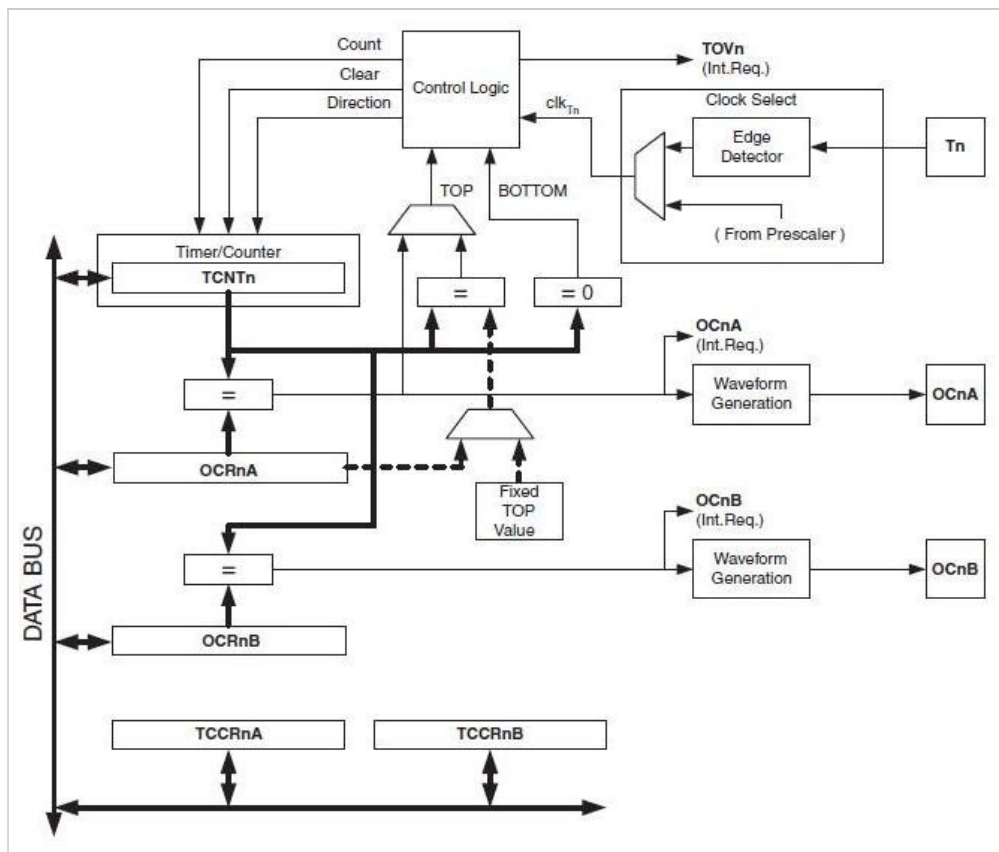 Count
Clear
Direction
Control Logic
TOVn
(Int.Req.)
clkTn
Clock Select
Edge
Detector
Tn
( From Prescaler )
TOP
BOTTOM
Timer/Counter
TCNTn
=
= 0
OCnA
(Int.Req.)
=
Waveform
Generation
OCnA
OCRnA
Fixed
TOP
Value
OCnB
(Int.Req.)
=
Waveform
Generation
OCnB
OCRnB
DATA BUS
TCCRnA
TCCRnB